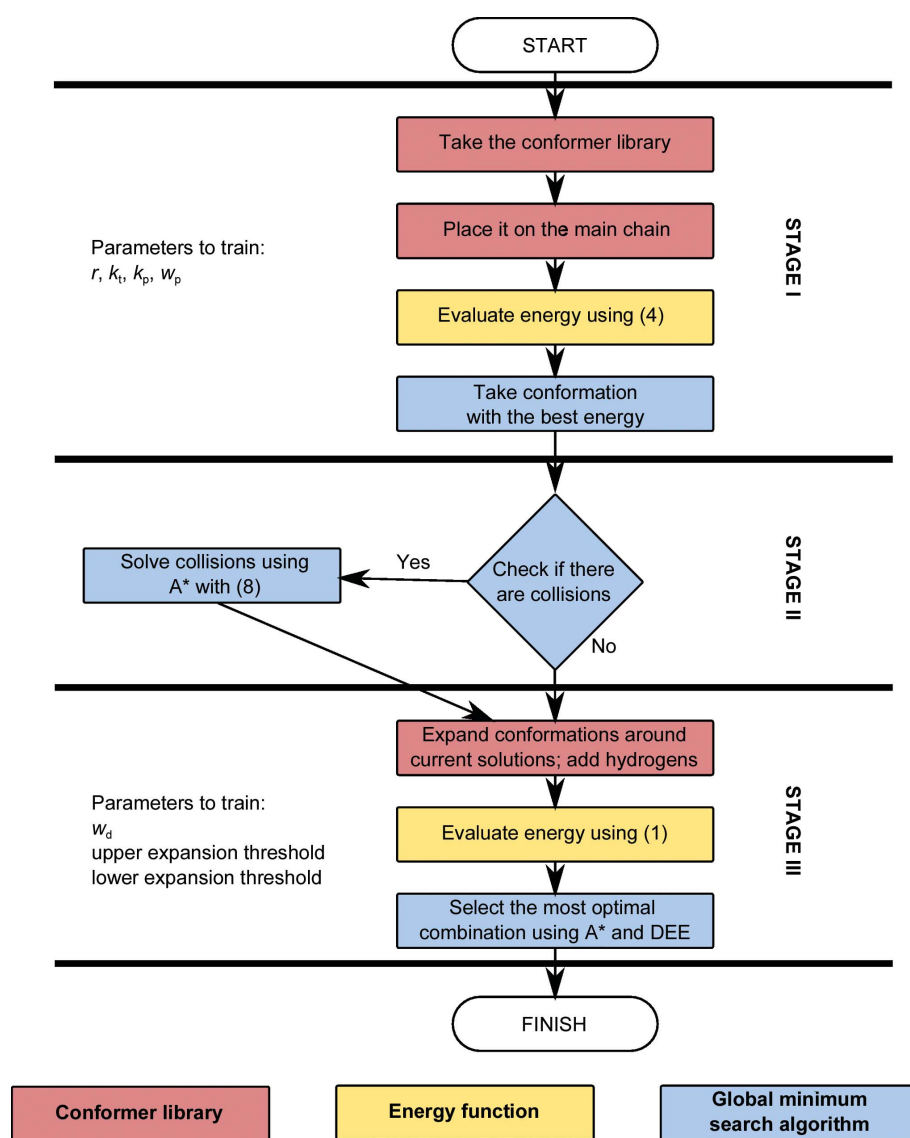 START
Take the conformer library
Place it on the main chain
Parameters to train:
r, kt, kp, wp
Evaluate energy using (4)
Take conformation
with the best energy
STAGE I
Check if there
are collisions
Yes
Solve collisions using
A* with (8)
No
STAGE II
Expand conformations around
current solutions; add hydrogens
Parameters to train:
wd
upper expansion threshold
lower expansion threshold
Evaluate energy using (1)
Select the most optimal
combination using A* and DEE
STAGE III
FINISH
Conformer library
Energy function
Global minimum
search algorithm